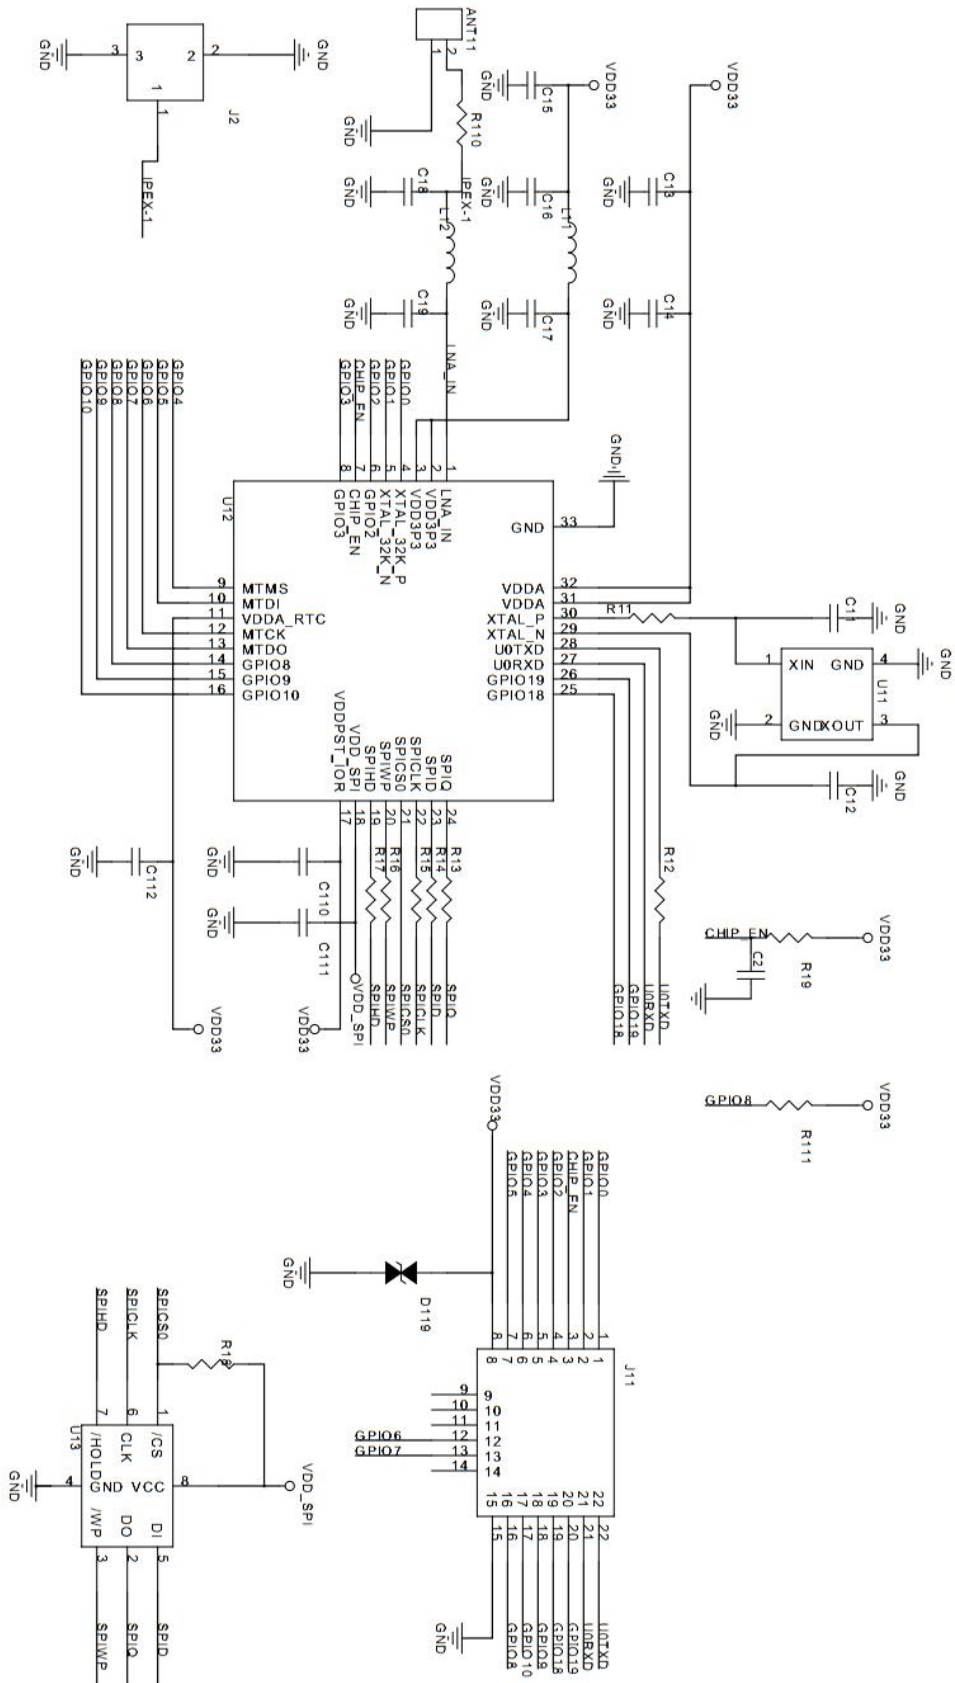 ANT11
2
1
GND
R110
IPEX-1
C18
GND
L12
C19
GND
LNA_IN
GND
3
3
2
2
GND
1
1
J2
IPEX-1
VDD33
C15
GND
C16
GND
L11
C17
GND
VDD33
C13
GND
C14
GND
GPIO0
GPIO1
GPIO2
CHIP_EN
GPIO3
GPIO4
GPIO5
GPIO6
GPIO7
GPIO8
GPIO9
GPIO10
U12
1 LNA_IN
2 VDD3P3
3 VDD3P3
4 XTAL_32K_P
5 XTAL_32K_N
6 GPIO2
7 CHIP_EN
8 GPIO3
9 MTMS
10 MTDI
11 VDDA_RTC
12 MTCK
13 MTDO
14 GPIO8
15 GPIO9
16 GPIO10
VDDPST_IOR 17
VDD_SPI 18
SPIHD 19
SPIWP 20
SPICS0 21
SPICLK 22
SPID 23
SPIQ 24
GND 33
GND
VDDA 32
VDDA 31
XTAL_P 30
XTAL_N 29
U0TXD 28
U0RXD 27
GPIO19 26
GPIO18 25
R11
C11
GND
1 XIN
GND 4
GND
U11
GND
2 GND
XOUT 3
C12
GND
R12
U0TXD
U0RXD
GPIO19
GPIO18
R13
R14
R15
R16
R17
SPIQ
SPID
SPICLK
SPICS0
SPIWP
SPIHD
VDD_SPI
C110
GND
C111
GND
VDD33
C112
GND
VDD33
CHIP_EN
C2
R19
VDD33
GPIO8
R111
VDD33
VDD33
D119
GND
GPIO0
GPIO1
CHIP_EN
GPIO2
GPIO3
GPIO4
GPIO5
J11
1 1
2 2
3 3
4 4
5 5
6 6
7 7
8 8
9 9
10 10
11 11
GPIO6 12 12
GPIO7 13 13
14 14
15 15
16 16
17 17
18 18
19 19
20 20
21 21
22 22
U0TXD
U0RXD
GPIO19
GPIO18
GPIO9
GPIO10
GPIO8
GND
SPICS0
SPICLK
SPIHD
1 /CS
6 CLK
7 /HOLD
U13
GND
4 GND
VCC 8
VDD_SPI
DI 5
DO 2
/WP 3
SPID
SPIQ
SPIWP